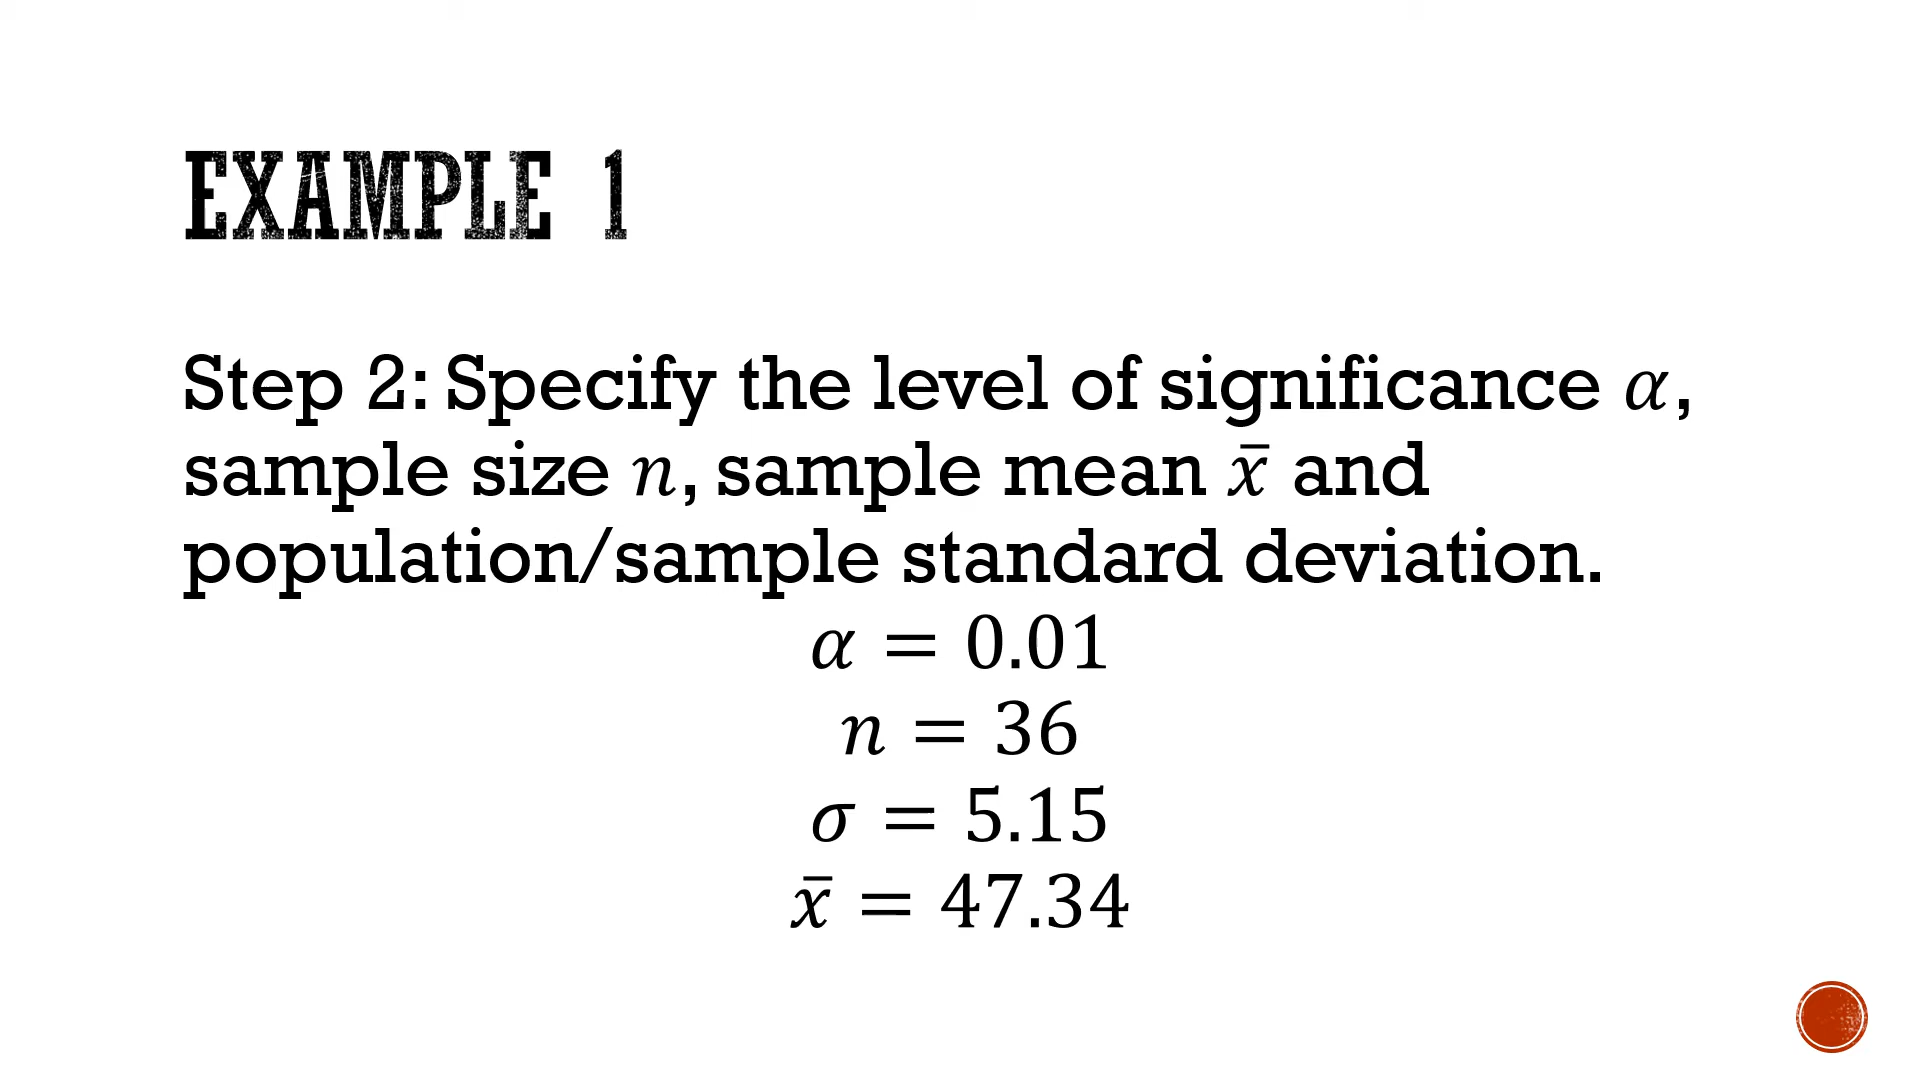 EXAMPLE 1
Step 2: Specify the level of significance 𝛼,
sample size 𝑛, sample mean 𝑥̄ and
population/sample standard deviation.
𝛼 = 0.01
𝑛 = 36
𝜎 = 5.15
𝑥̄ = 47.34